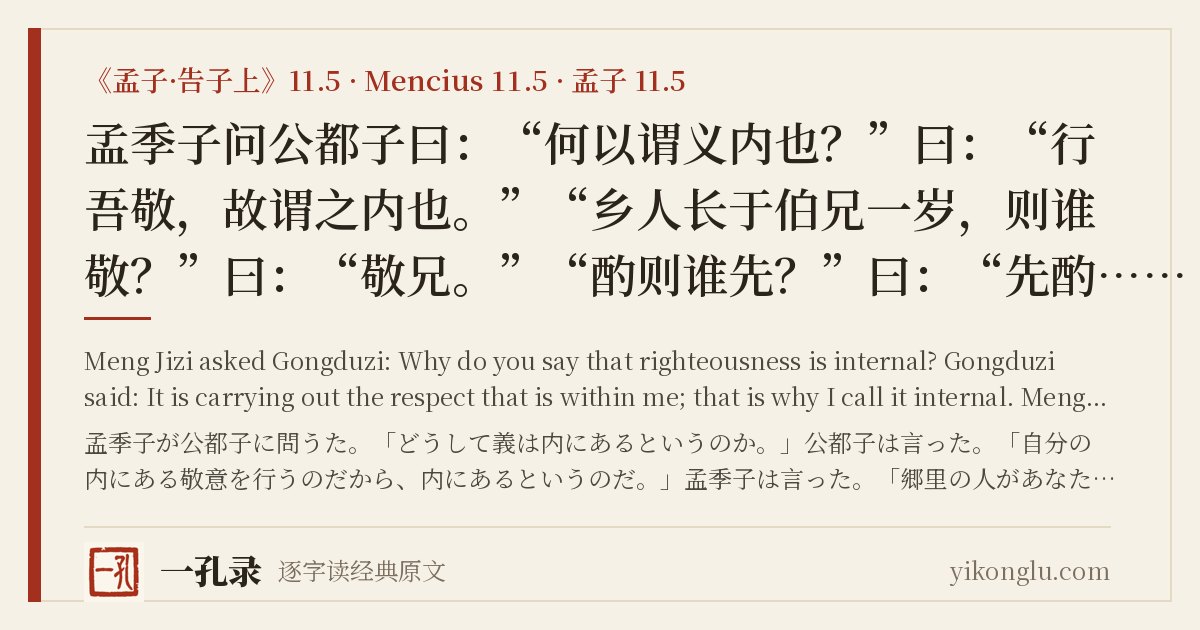 《孟子·告子上》11.5 · Mencius 11.5 · 孟子 11.5
孟季子问公都子曰：“何以谓义内也？”曰：“行
吾敬，故谓之内也。”“乡人长于伯兄一岁，则谁
敬？”曰：“敬兄。”“酌则谁先？”曰：“先酌……
Meng Jizi asked Gongduzi: Why do you say that righteousness is internal? Gongduzi
said: It is carrying out the respect that is within me; that is why I call it internal. Meng...
孟季子が公都子に問うた。「どうして義は内にあるというのか。」公都子は言った。「自分の
内にある敬意を行うのだから、内にあるというのだ。」孟季子は言った。「郷里の人があなた…
一孔
一孔录 逐字读经典原文 yikonglu.com